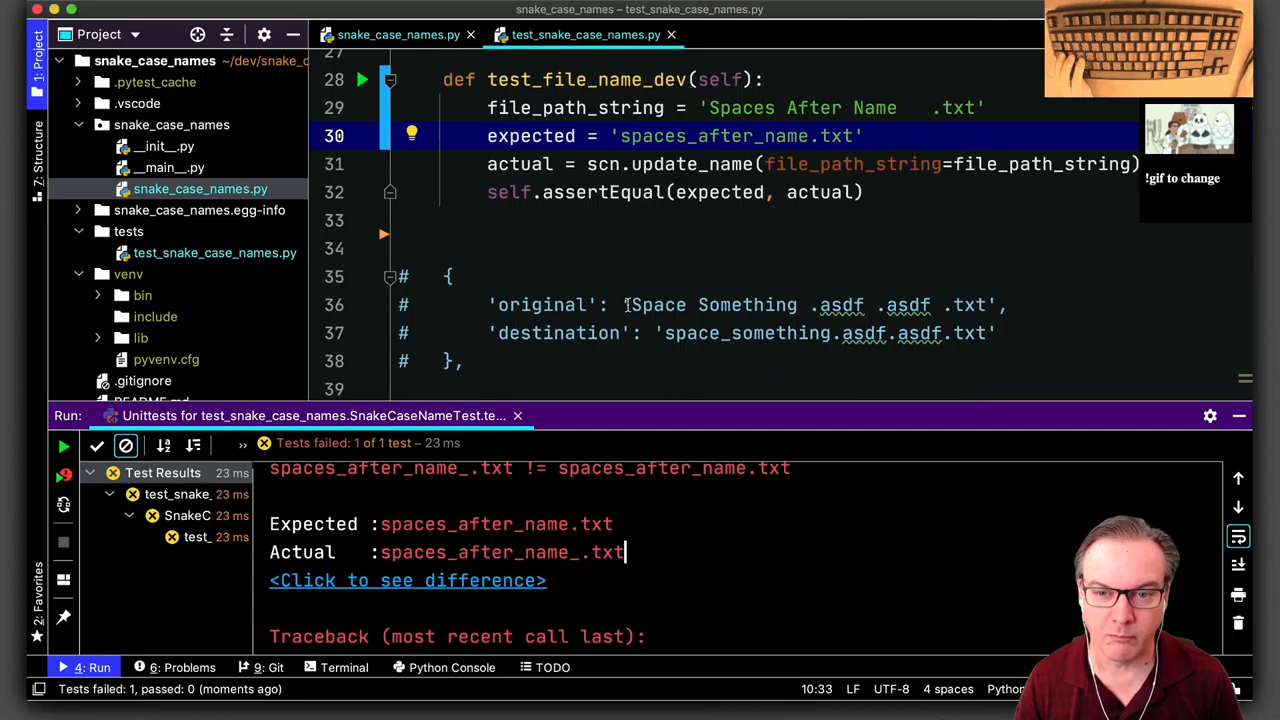 snake_case_names – test_snake_case_names.py
Project
snake_case_names.py
test_snake_case_names.py
1: Project
7: Structure
2: Favorites
snake_case_names ~/dev/snake_c
.pytest_cache
.vscode
snake_case_names
__init__.py
__main__.py
snake_case_names.py
snake_case_names.egg-info
tests
test_snake_case_names.py
venv
bin
include
lib
pyvenv.cfg
.gitignore
README.md
27
28 def test_file_name_dev(self):
29 file_path_string = 'Spaces After Name   .txt'
30 expected = 'spaces_after_name.txt'
31 actual = scn.update_name(file_path_string=file_path_string)
32 self.assertEqual(expected, actual)
33
34
35 # {
36 # 'original': 'Space Something .asdf .asdf .txt',
37 # 'destination': 'space_something.asdf.asdf.txt'
38 # },
39
!gif to change
Run: Unittests for test_snake_case_names.SnakeCaseNameTest.te...
Tests failed: 1 of 1 test – 23 ms
Test Results 23 ms
test_snake_ 23 ms
SnakeC 23 ms
test_ 23 ms
spaces_after_name_.txt != spaces_after_name.txt
Expected :spaces_after_name.txt
Actual   :spaces_after_name_.txt
<Click to see difference>
Traceback (most recent call last):
4: Run
6: Problems
9: Git
Terminal
Python Console
TODO
Tests failed: 1, passed: 0 (moments ago)
10:33 LF UTF-8 4 spaces Python